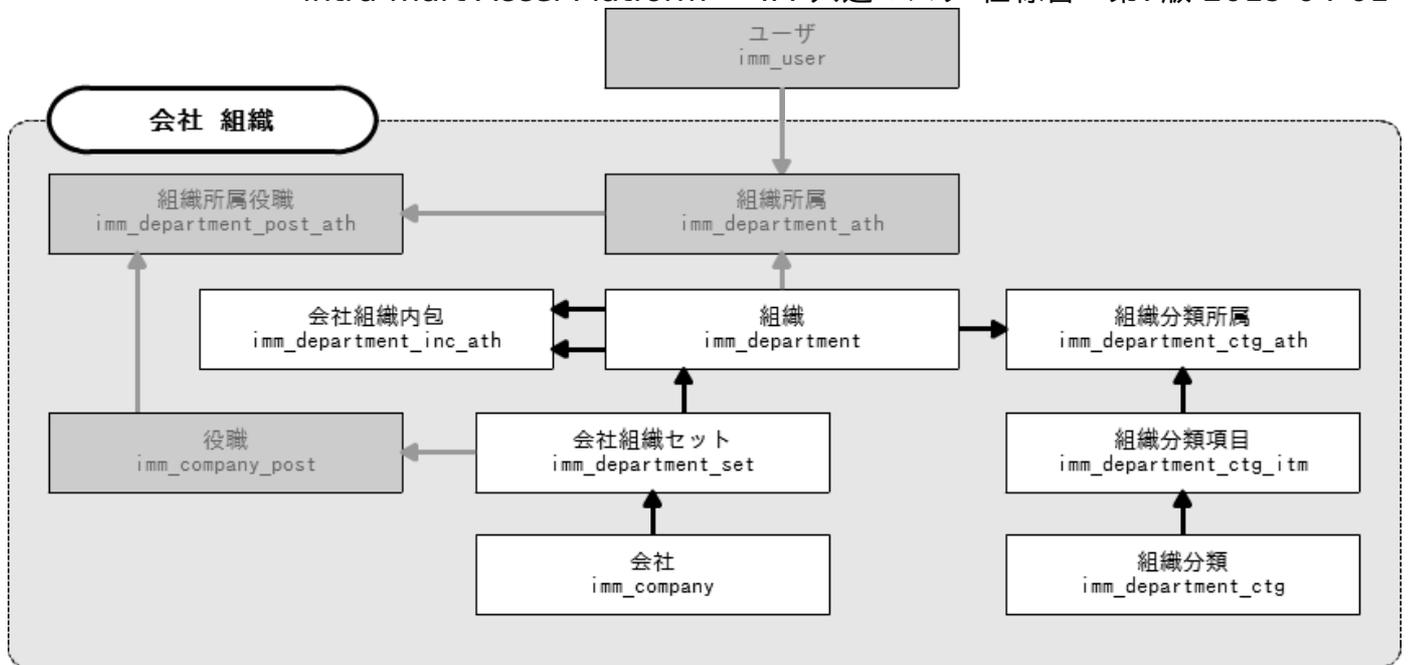 ユーザ
imm_user
会社 組織
組織所属役職
imm_department_post_ath
組織所属
imm_department_ath
会社組織内包
imm_department_inc_ath
組織
imm_department
組織分類所属
imm_department_ctg_ath
役職
imm_company_post
会社組織セット
imm_department_set
組織分類項目
imm_department_ctg_itm
会社
imm_company
組織分類
imm_department_ctg